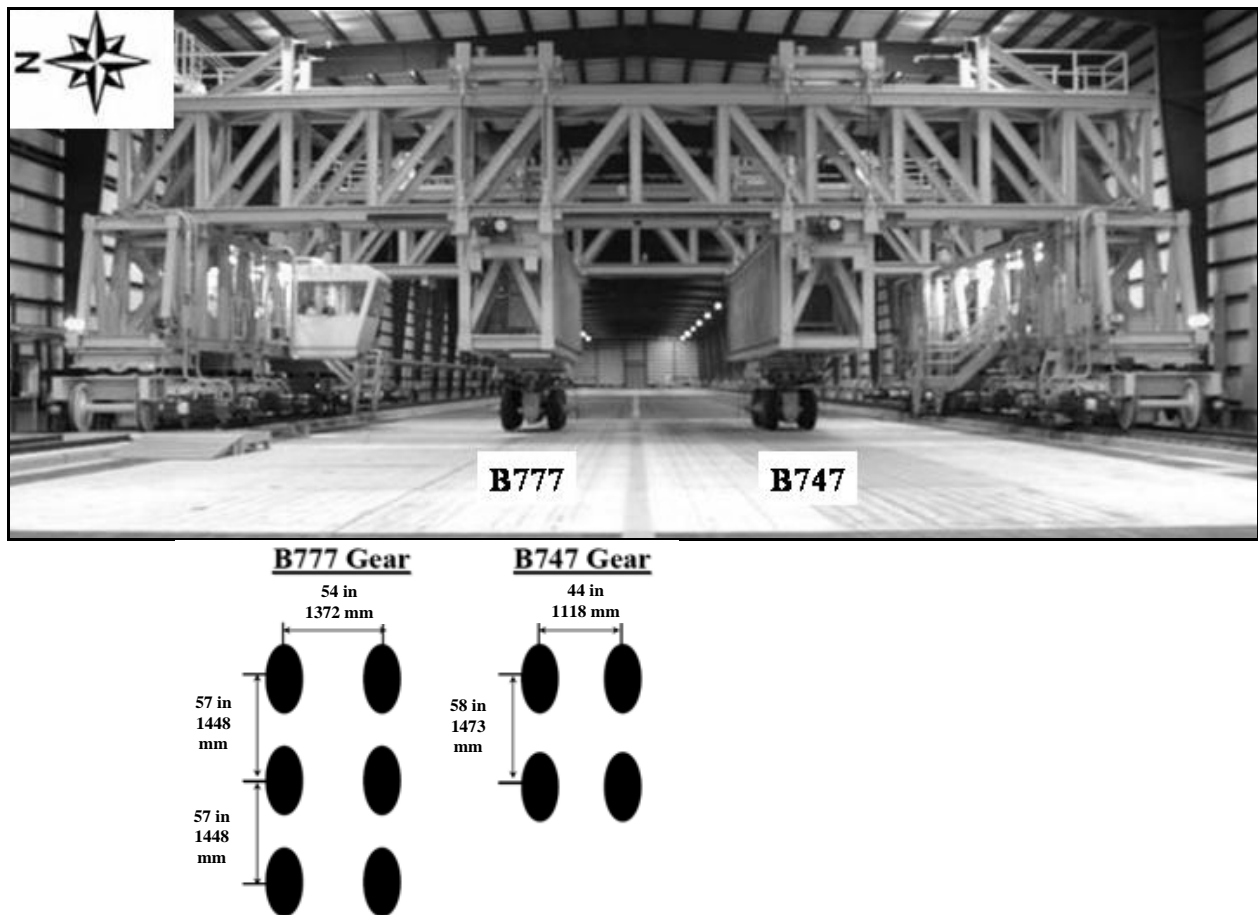 N
B777
B747
B777 Gear
B747 Gear
54 in
1372 mm
44 in
1118 mm
57 in
1448
mm
58 in
1473
mm
57 in
1448
mm